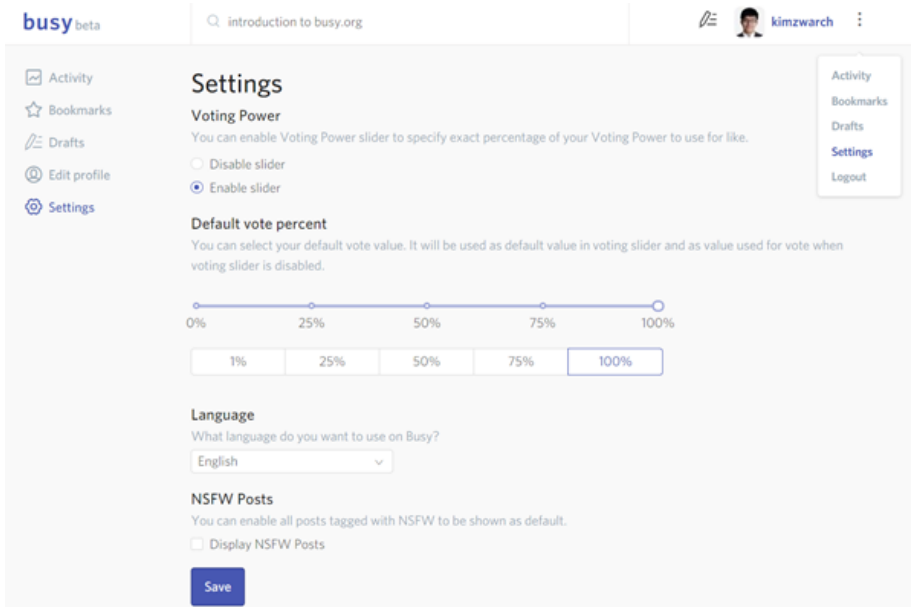 busy beta
introduction to busy.org
kimzwarch
Activity
Bookmarks
Drafts
Settings
Logout
Activity
Bookmarks
Drafts
Edit profile
Settings
Settings
Voting Power
You can enable Voting Power slider to specify exact percentage of your Voting Power to use for like.
Disable slider
Enable slider
Default vote percent
You can select your default vote value. It will be used as default value in voting slider and as value used for vote when
voting slider is disabled.
0% 25% 50% 75% 100%
1% 25% 50% 75% 100%
Language
What language do you want to use on Busy?
English
NSFW Posts
You can enable all posts tagged with NSFW to be shown as default.
Display NSFW Posts
Save